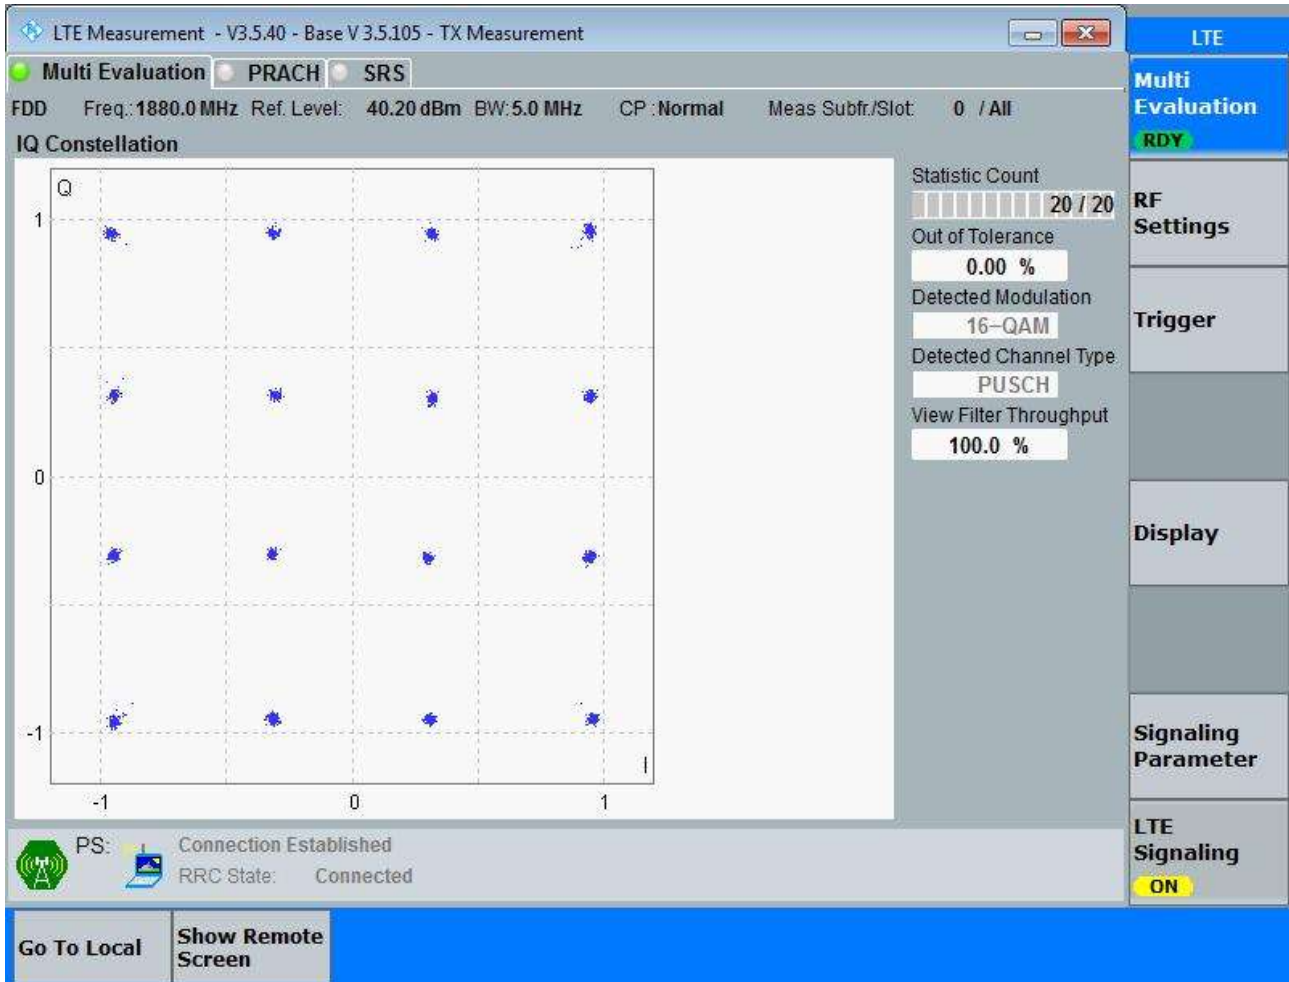 LTE Measurement - V3.5.40 - Base V 3.5.105 - TX Measurement
LTE
Multi Evaluation PRACH SRS
FDD Freq.: 1880.0 MHz Ref. Level: 40.20 dBm BW: 5.0 MHz CP : Normal Meas Subfr./Slot: 0 / All
IQ Constellation
Q
1
0
-1
I
-1 0 1
Statistic Count
20 / 20
Out of Tolerance
0.00 %
Detected Modulation
16-QAM
Detected Channel Type
PUSCH
View Filter Throughput
100.0 %
Multi
Evaluation
RDY
RF
Settings
Trigger
Display
Signaling
Parameter
LTE
Signaling
ON
PS: Connection Established
RRC State: Connected
Go To Local
Show Remote
Screen